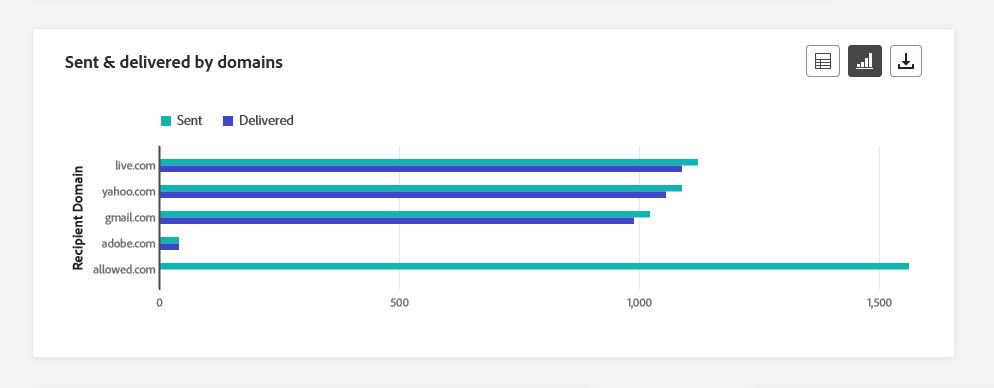 Sent & delivered by domains
Sent Delivered
Recipient Domain
live.com
yahoo.com
gmail.com
adobe.com
allowed.com
0 500 1,000 1,500